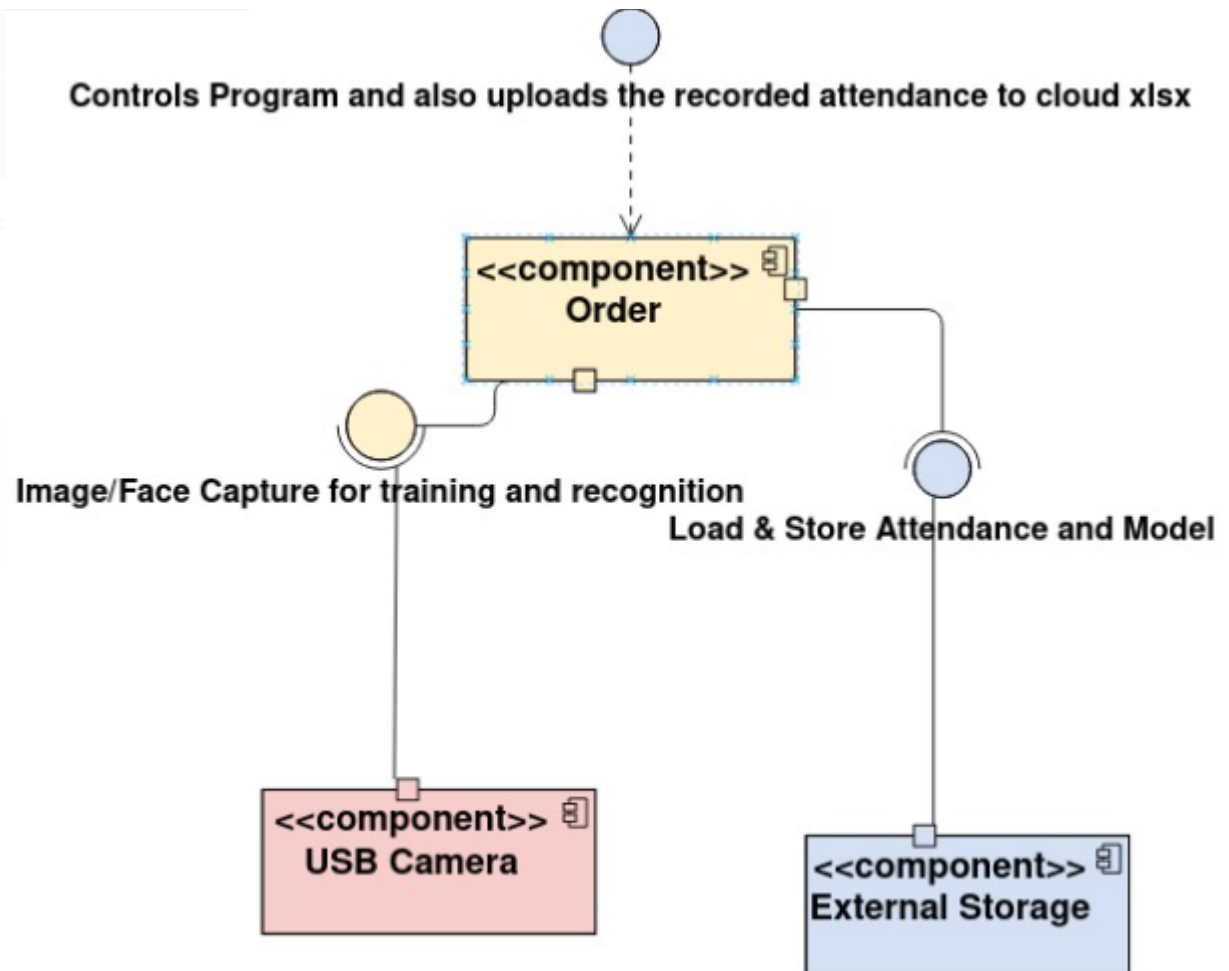 Controls Program and also uploads the recorded attendance to cloud xlsx
<<component>>
Order
Image/Face Capture for training and recognition
Load & Store Attendance and Model
<<component>>
USB Camera
<<component>>
External Storage